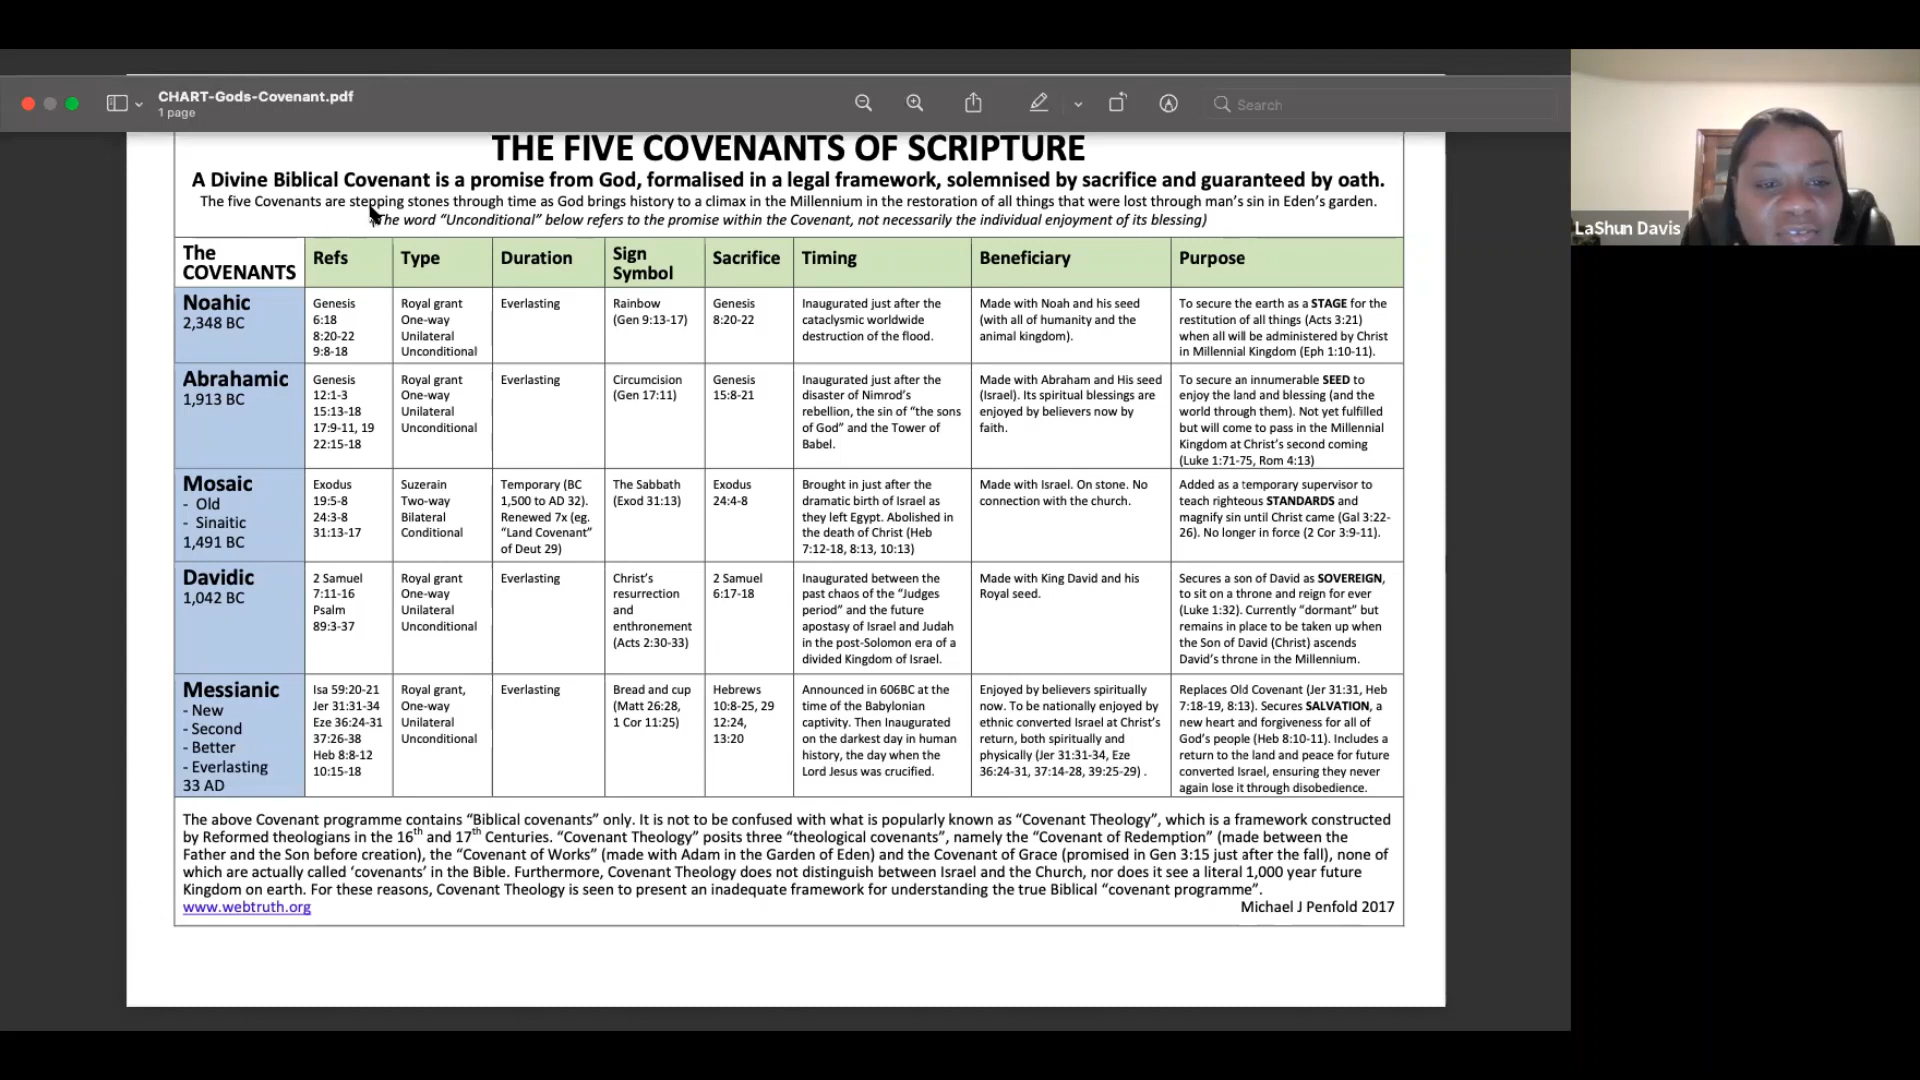 CHART-Gods-Covenant.pdf
1 page
Search
LaShun Davis
THE FIVE COVENANTS OF SCRIPTURE
A Divine Biblical Covenant is a promise from God, formalised in a legal framework, solemnised by sacrifice and guaranteed by oath.
The five Covenants are stepping stones through time as God brings history to a climax in the Millennium in the restoration of all things that were lost through man's sin in Eden's garden.
The word “Unconditional” below refers to the promise within the Covenant, not necessarily the individual enjoyment of its blessing)
The
COVENANTS
Refs
Type
Duration
Sign
Symbol
Sacrifice
Timing
Beneficiary
Purpose
Noahic
2,348 BC
Genesis
6:18
8:20-22
9:8-18
Royal grant
One-way
Unilateral
Unconditional
Everlasting
Rainbow
(Gen 9:13-17)
Genesis
8:20-22
Inaugurated just after the
cataclysmic worldwide
destruction of the flood.
Made with Noah and his seed
(with all of humanity and the
animal kingdom).
To secure the earth as a STAGE for the
restitution of all things (Acts 3:21)
when all will be administered by Christ
in Millennial Kingdom (Eph 1:10-11).
Abrahamic
1,913 BC
Genesis
12:1-3
15:13-18
17:9-11, 19
22:15-18
Royal grant
One-way
Unilateral
Unconditional
Everlasting
Circumcision
(Gen 17:11)
Genesis
15:8-21
Inaugurated just after the
disaster of Nimrod's
rebellion, the sin of “the sons
of God” and the Tower of
Babel.
Made with Abraham and His seed
(Israel). Its spiritual blessings are
enjoyed by believers now by
faith.
To secure an innumerable SEED to
enjoy the land and blessing (and the
world through them). Not yet fulfilled
but will come to pass in the Millennial
Kingdom at Christ's second coming
(Luke 1:71-75, Rom 4:13)
Mosaic
- Old
- Sinaitic
1,491 BC
Exodus
19:5-8
24:3-8
31:13-17
Suzerain
Two-way
Bilateral
Conditional
Temporary (BC
1,500 to AD 32).
Renewed 7x (eg.
“Land Covenant”
of Deut 29)
The Sabbath
(Exod 31:13)
Exodus
24:4-8
Brought in just after the
dramatic birth of Israel as
they left Egypt. Abolished in
the death of Christ (Heb
7:12-18, 8:13, 10:13)
Made with Israel. On stone. No
connection with the church.
Added as a temporary supervisor to
teach righteous STANDARDS and
magnify sin until Christ came (Gal 3:22-
26). No longer in force (2 Cor 3:9-11).
Davidic
1,042 BC
2 Samuel
7:11-16
Psalm
89:3-37
Royal grant
One-way
Unilateral
Unconditional
Everlasting
Christ's
resurrection
and
enthronement
(Acts 2:30-33)
2 Samuel
6:17-18
Inaugurated between the
past chaos of the “Judges
period” and the future
apostasy of Israel and Judah
in the post-Solomon era of a
divided Kingdom of Israel.
Made with King David and his
Royal seed.
Secures a son of David as SOVEREIGN,
to sit on a throne and reign for ever
(Luke 1:32). Currently “dormant” but
remains in place to be taken up when
the Son of David (Christ) ascends
David's throne in the Millennium.
Messianic
- New
- Second
- Better
- Everlasting
33 AD
Isa 59:20-21
Jer 31:31-34
Eze 36:24-31
37:26-38
Heb 8:8-12
10:15-18
Royal grant,
One-way
Unilateral
Unconditional
Everlasting
Bread and cup
(Matt 26:28,
1 Cor 11:25)
Hebrews
10:8-25, 29
12:24,
13:20
Announced in 606BC at the
time of the Babylonian
captivity. Then Inaugurated
on the darkest day in human
history, the day when the
Lord Jesus was crucified.
Enjoyed by believers spiritually
now. To be nationally enjoyed by
ethnic converted Israel at Christ's
return, both spiritually and
physically (Jer 31:31-34, Eze
36:24-31, 37:14-28, 39:25-29) .
Replaces Old Covenant (Jer 31:31, Heb
7:18-19, 8:13). Secures SALVATION, a
new heart and forgiveness for all of
God's people (Heb 8:10-11). Includes a
return to the land and peace for future
converted Israel, ensuring they never
again lose it through disobedience.
The above Covenant programme contains “Biblical covenants” only. It is not to be confused with what is popularly known as “Covenant Theology”, which is a framework constructed
by Reformed theologians in the 16th and 17th Centuries. “Covenant Theology” posits three “theological covenants”, namely the “Covenant of Redemption” (made between the
Father and the Son before creation), the “Covenant of Works” (made with Adam in the Garden of Eden) and the Covenant of Grace (promised in Gen 3:15 just after the fall), none of
which are actually called ‘covenants’ in the Bible. Furthermore, Covenant Theology does not distinguish between Israel and the Church, nor does it see a literal 1,000 year future
Kingdom on earth. For these reasons, Covenant Theology is seen to present an inadequate framework for understanding the true Biblical “covenant programme”.
www.webtruth.org
Michael J Penfold 2017